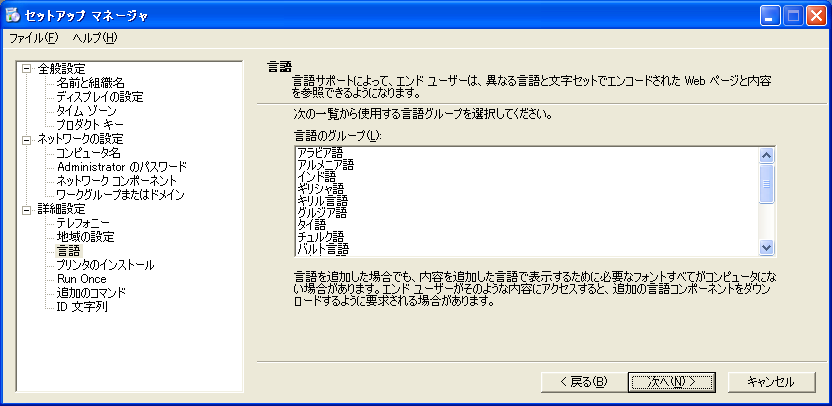 セットアップ マネージャ
ファイル(F) ヘルプ(H)
全般設定
名前と組織名
ディスプレイの設定
タイム ゾーン
プロダクト キー
ネットワークの設定
コンピュータ名
Administrator のパスワード
ネットワーク コンポーネント
ワークグループまたはドメイン
詳細設定
テレフォニー
地域の設定
言語
プリンタのインストール
Run Once
追加のコマンド
ID 文字列
言語
言語サポートによって、エンド ユーザーは、異なる言語と文字セットでエンコードされた Web ページと内容
を参照できるようになります。
次の一覧から使用する言語グループを選択してください。
言語のグループ(L):
アラビア語
アルメニア語
インド語
ギリシャ語
キリル言語
グルジア語
タイ語
チュルク語
バルト言語
言語を追加した場合でも、内容を追加した言語で表示するために必要なフォントすべてがコンピュータにな
い場合があります。エンド ユーザーがそのような内容にアクセスすると、追加の言語コンポーネントをダウン
ロードするように要求される場合があります。
< 戻る(B) 次へ(N) > キャンセル